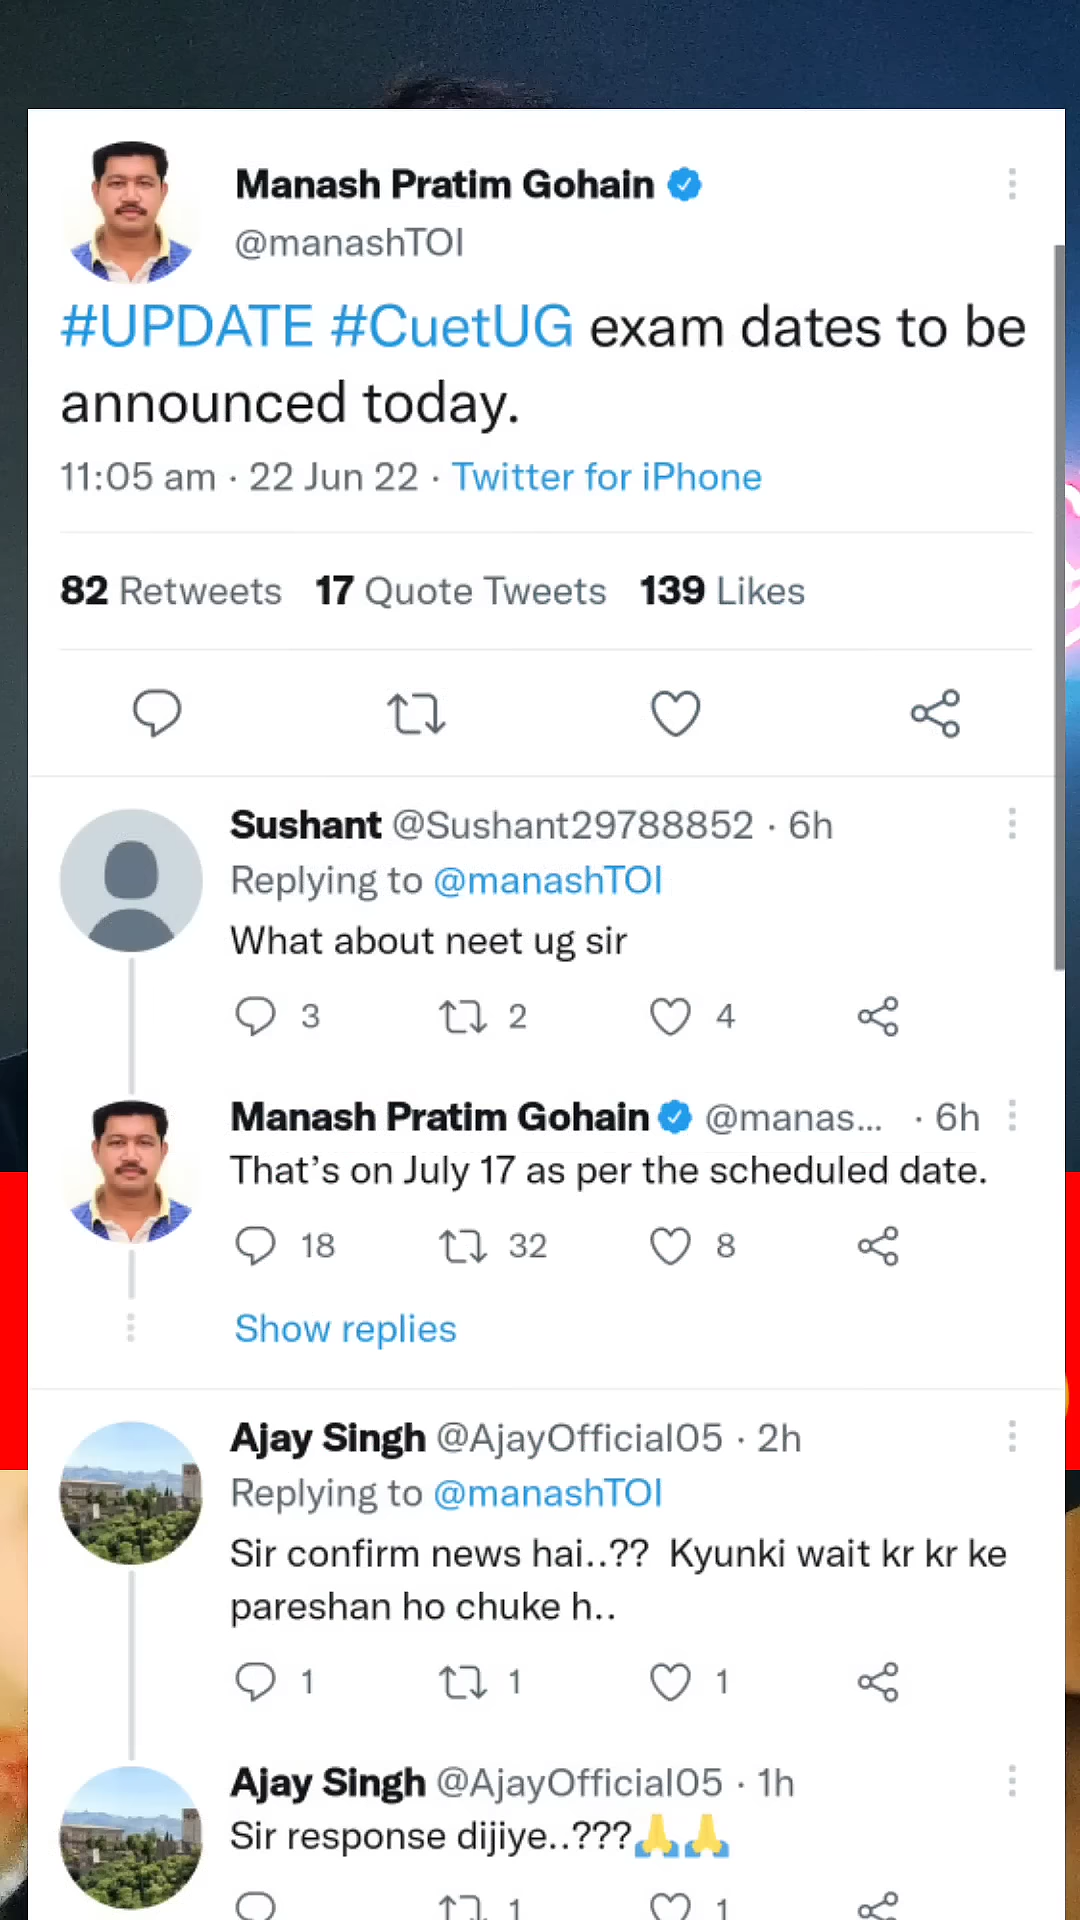 Manash Pratim Gohain
@manashTOI
#UPDATE #CuetUG exam dates to be
announced today.
11:05 am · 22 Jun 22 · Twitter for iPhone
82 Retweets 17 Quote Tweets 139 Likes
Sushant @Sushant29788852 · 6h
Replying to @manashTOI
What about neet ug sir
3 2 4
Manash Pratim Gohain @manas... · 6h
That’s on July 17 as per the scheduled date.
18 32 8
Show replies
Ajay Singh @AjayOfficial05 · 2h
Replying to @manashTOI
Sir confirm news hai..?? Kyunki wait kr kr ke
pareshan ho chuke h..
1 1 1
Ajay Singh @AjayOfficial05 · 1h
Sir response dijiye..???🙏🙏
1 1